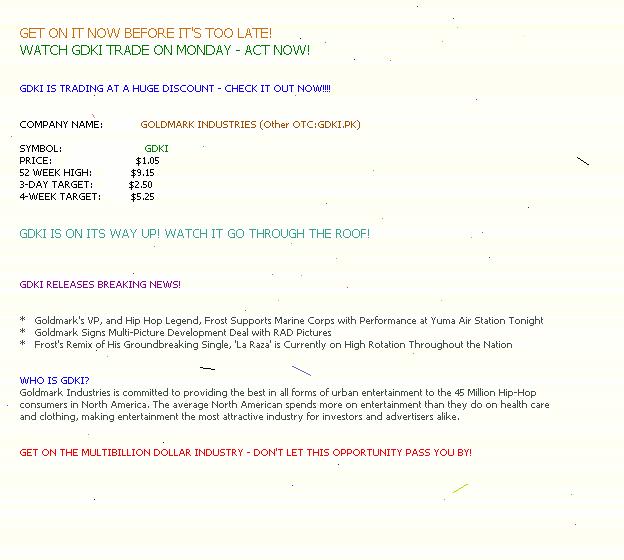 GET ON IT NOW BEFORE IT'S TOO LATE!
WATCH GDKI TRADE ON MONDAY - ACT NOW!
GDKI IS TRADING AT A HUGE DISCOUNT - CHECK IT OUT NOW!!!!
COMPANY NAME: GOLDMARK INDUSTRIES (Other OTC:GDKI.PK)
SYMBOL: GDKI
PRICE: $1.05
52 WEEK HIGH: $9.15
3-DAY TARGET: $2.50
4-WEEK TARGET: $5.25
GDKI IS ON ITS WAY UP! WATCH IT GO THROUGH THE ROOF!
GDKI RELEASES BREAKING NEWS!
* Goldmark's VP, and Hip Hop Legend, Frost Supports Marine Corps with Performance at Yuma Air Station Tonight
* Goldmark Signs Multi-Picture Development Deal with RAD Pictures
* Frost's Remix of His Groundbreaking Single, 'La Raza' is Currently on High Rotation Throughout the Nation
WHO IS GDKI?
Goldmark Industries is committed to providing the best in all forms of urban entertainment to the 45 Million Hip-Hop
consumers in North America. The average North American spends more on entertainment than they do on health care
and clothing, making entertainment the most attractive industry for investors and advertisers alike.
GET ON THE MULTIBILLION DOLLAR INDUSTRY - DON'T LET THIS OPPORTUNITY PASS YOU BY!